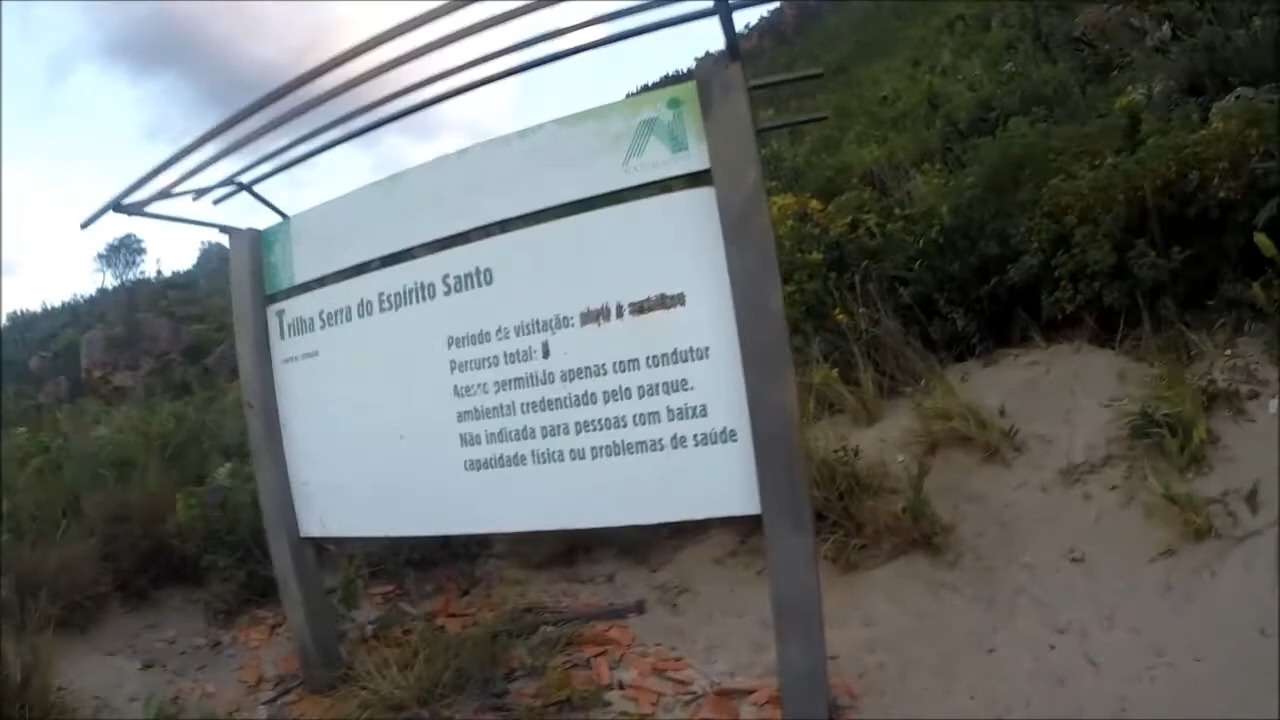 Trilha Serra do Espírito Santo
Período de visitação:
Percurso total:
Acesso permitido apenas com condutor
ambiental credenciado pelo parque.
Não indicada para pessoas com baixa
capacidade física ou problemas de saúde